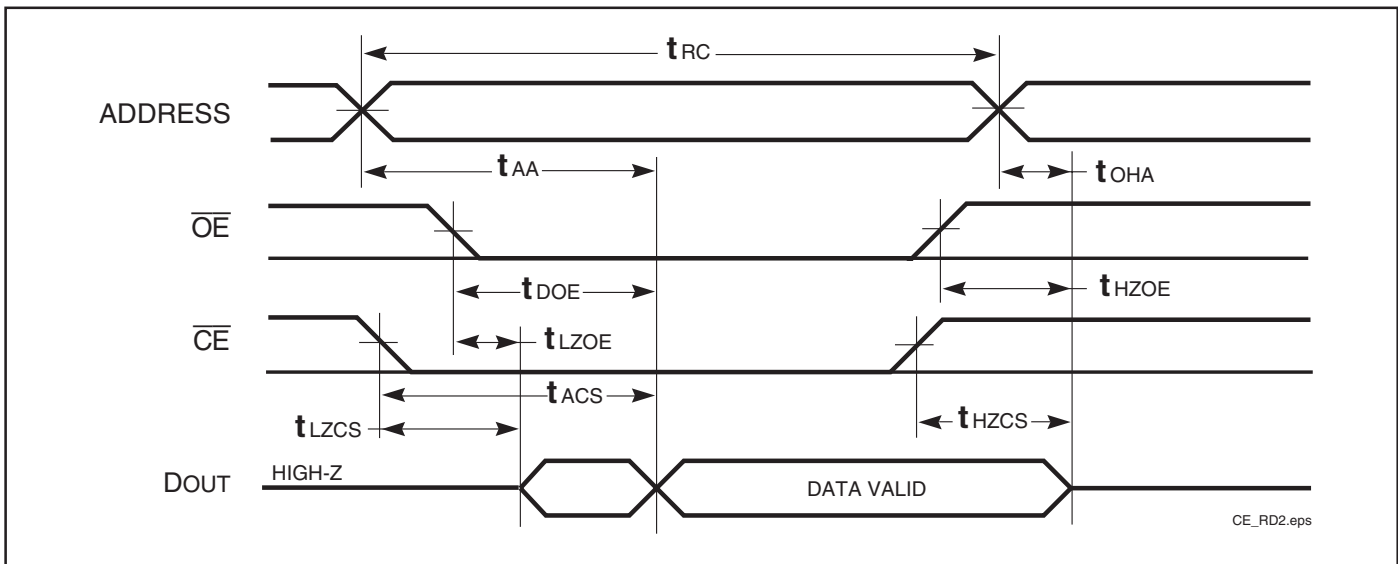 tRC
ADDRESS
tAA
tOHA
OE
tDOE
tHZOE
CE
tLZOE
tACS
tLZCS
tHZCS
DOUT
HIGH-Z
DATA VALID
CE_RD2.eps